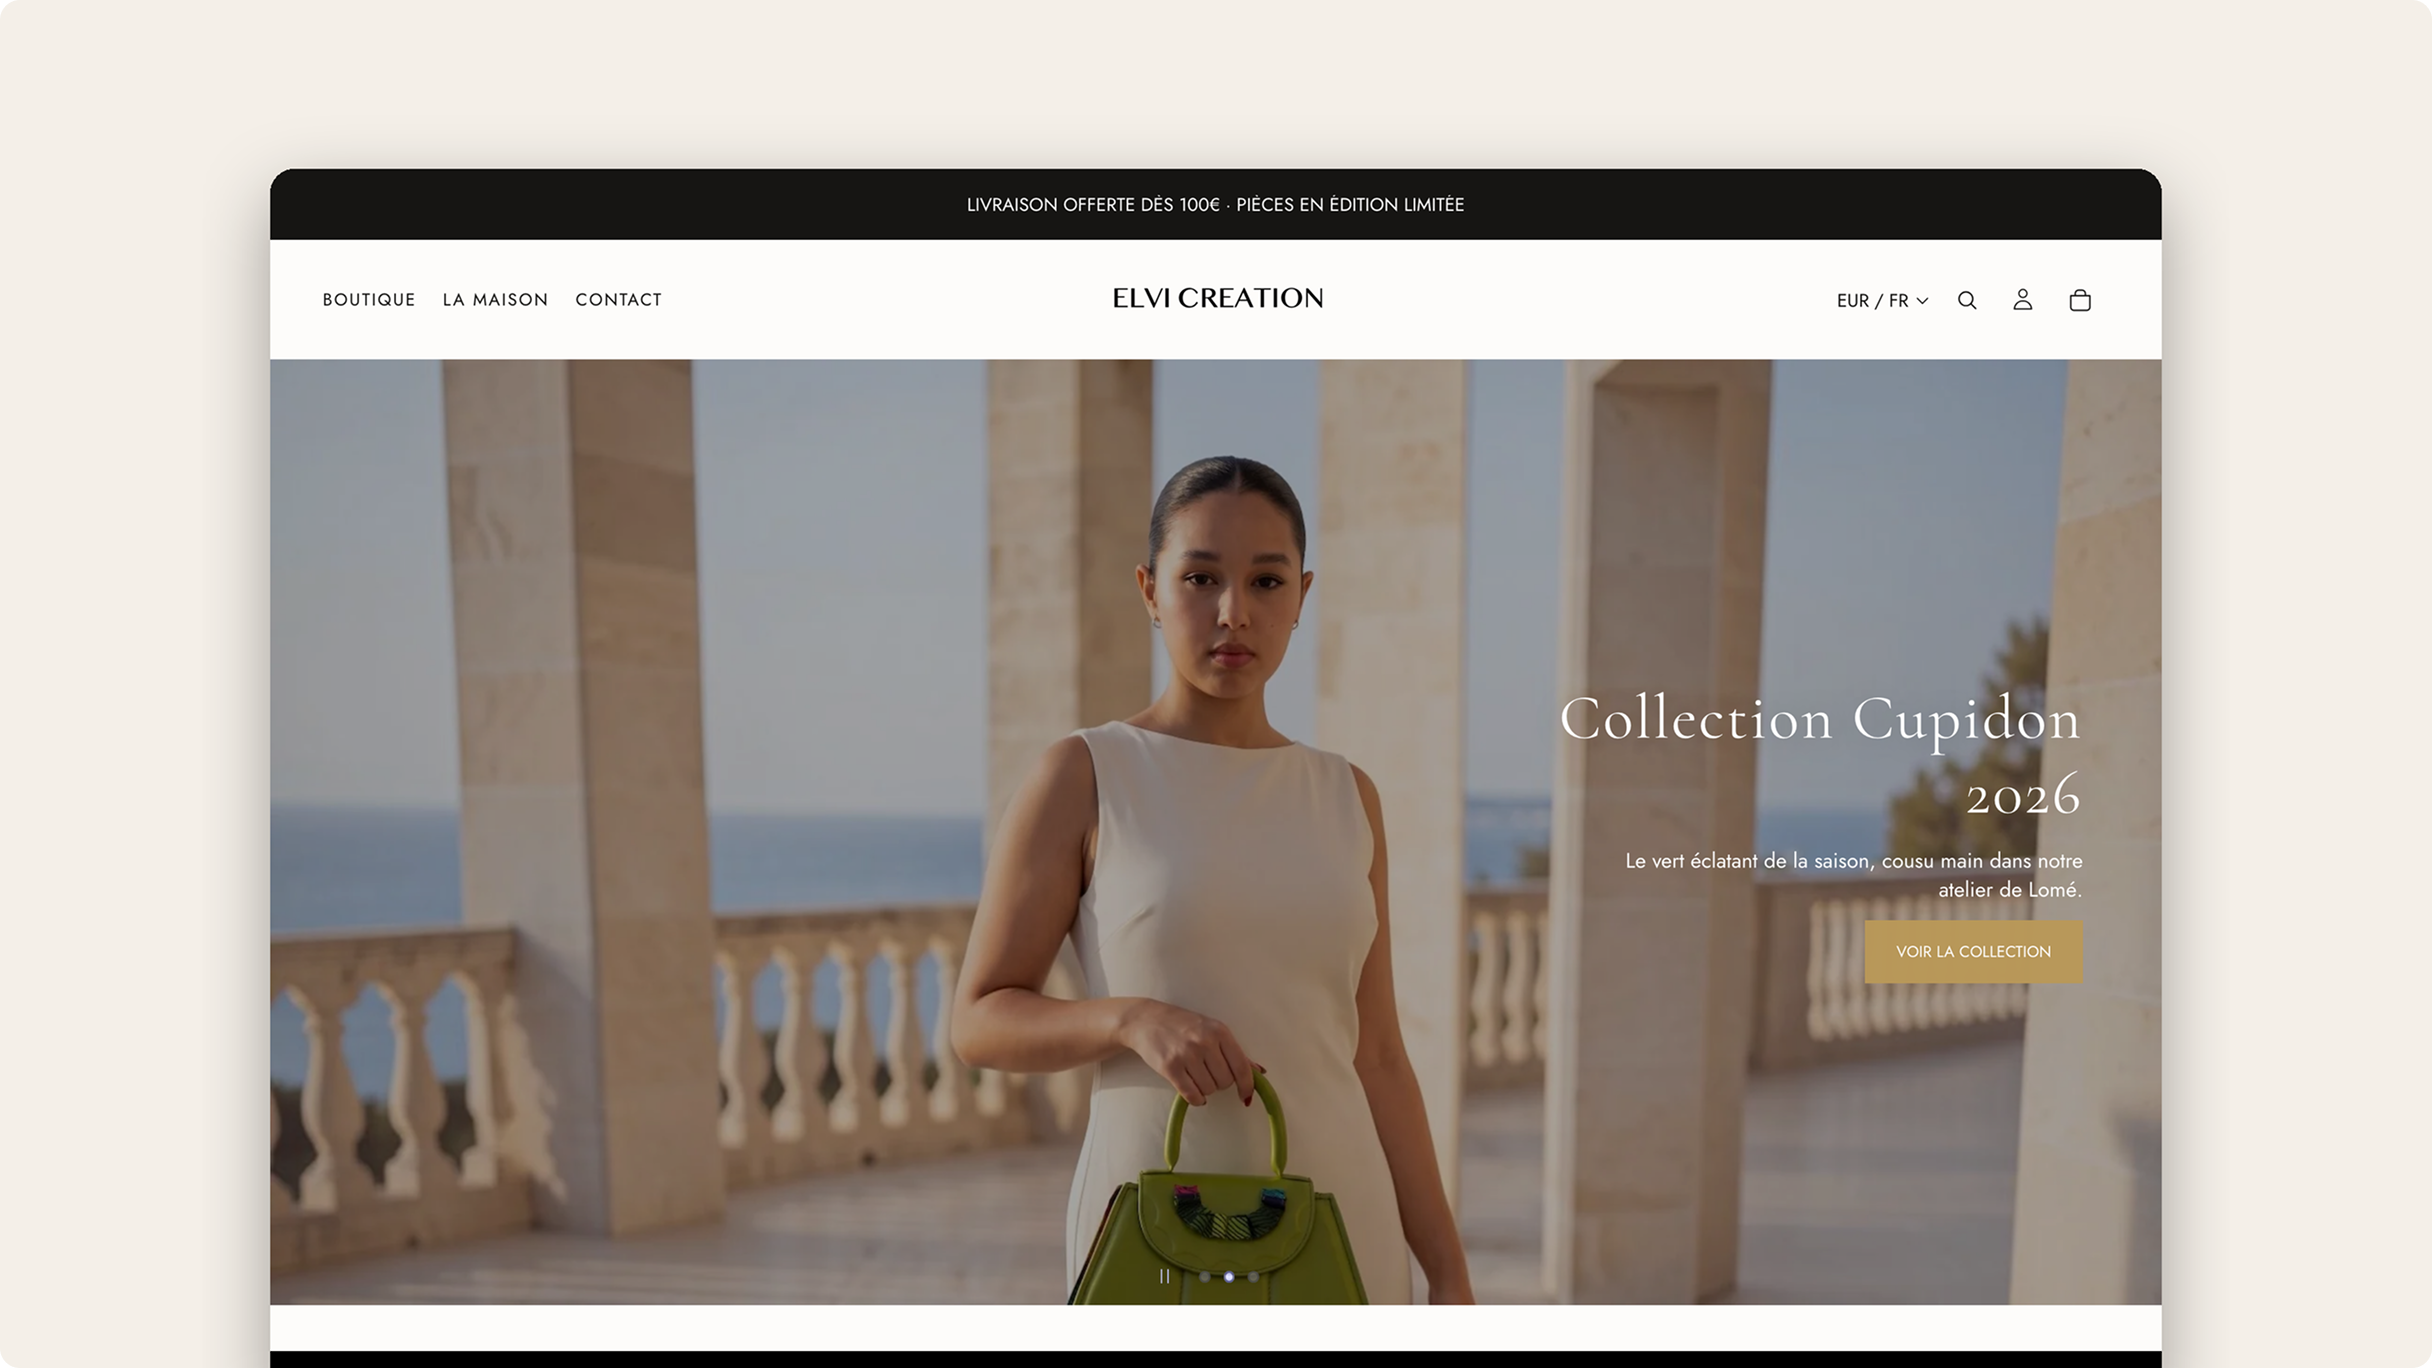 LIVRAISON OFFERTE DÈS 100€ · PIÈCES EN ÉDITION LIMITÉE
BOUTIQUE LA MAISON CONTACT
ELVI CREATION
EUR / FR
Collection Cupidon
2026
Le vert éclatant de la saison, cousu main dans notre
atelier de Lomé.
VOIR LA COLLECTION